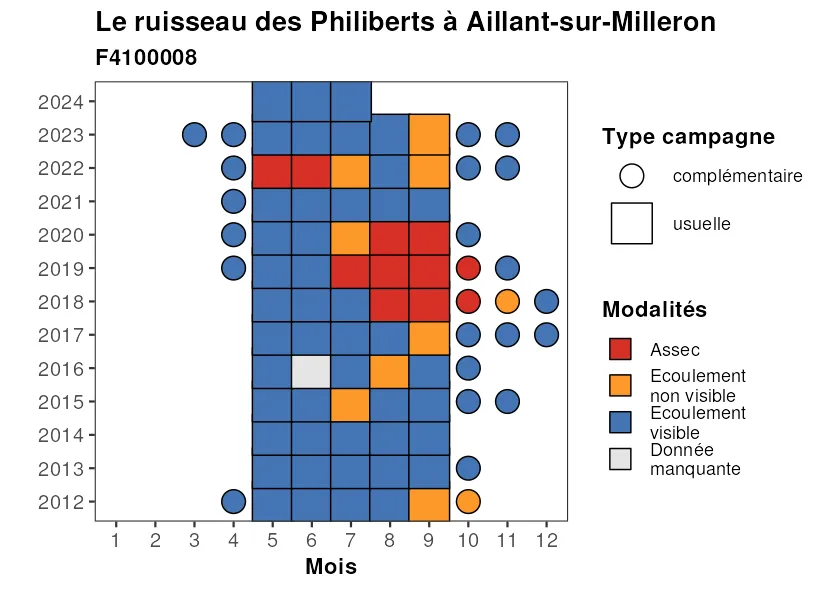 Le ruisseau des Philiberts à Aillant-sur-Milleron
F4100008
2024
2023
2022
2021
2020
2019
2018
2017
2016
2015
2014
2013
2012
1 2 3 4 5 6 7 8 9 10 11 12
Mois
Type campagne
complémentaire
usuelle
Modalités
Assec
Ecoulement
non visible
Ecoulement
visible
Donnée
manquante